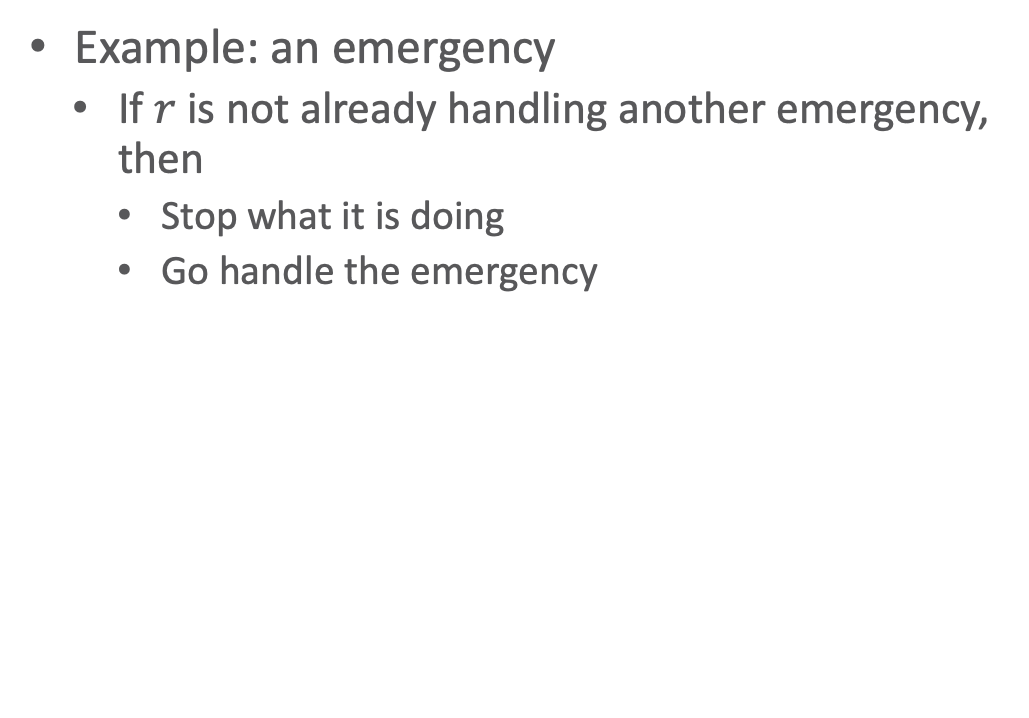 • Example: an emergency
• If r is not already handling another emergency,
then
• Stop what it is doing
• Go handle the emergency